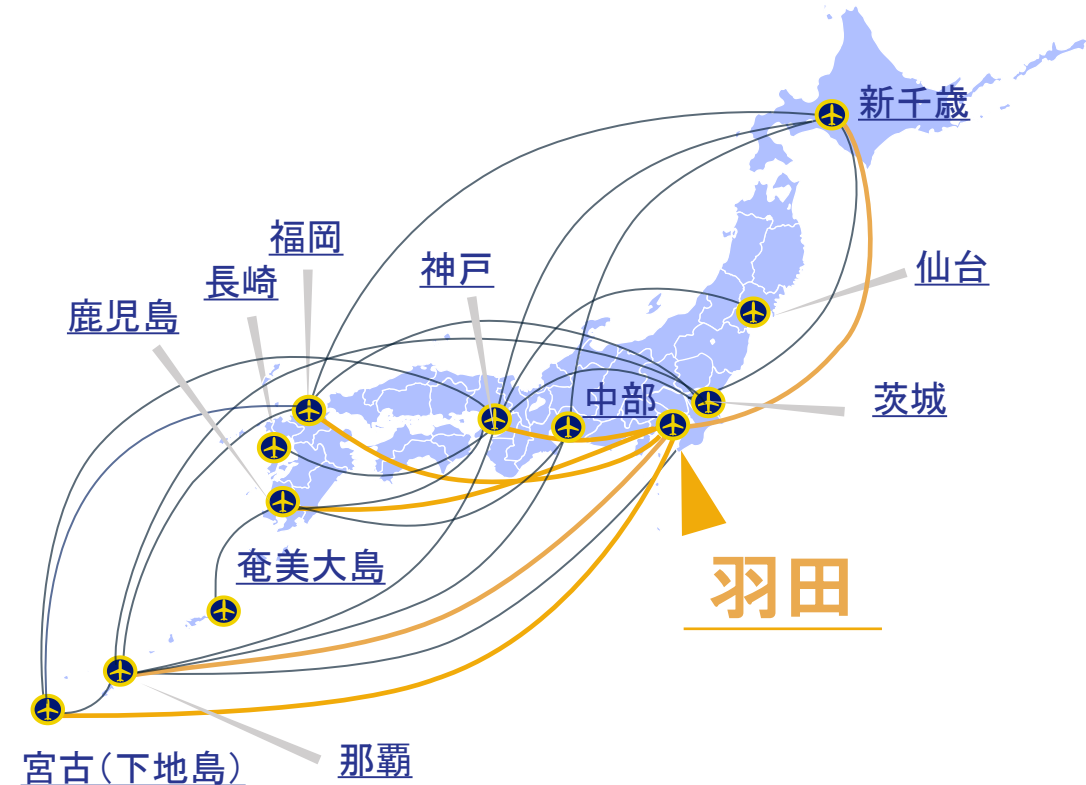 新千歳
福岡
神戸
仙台
長崎
鹿児島
中部
茨城
奄美大島
羽田
那覇
宮古(下地島)